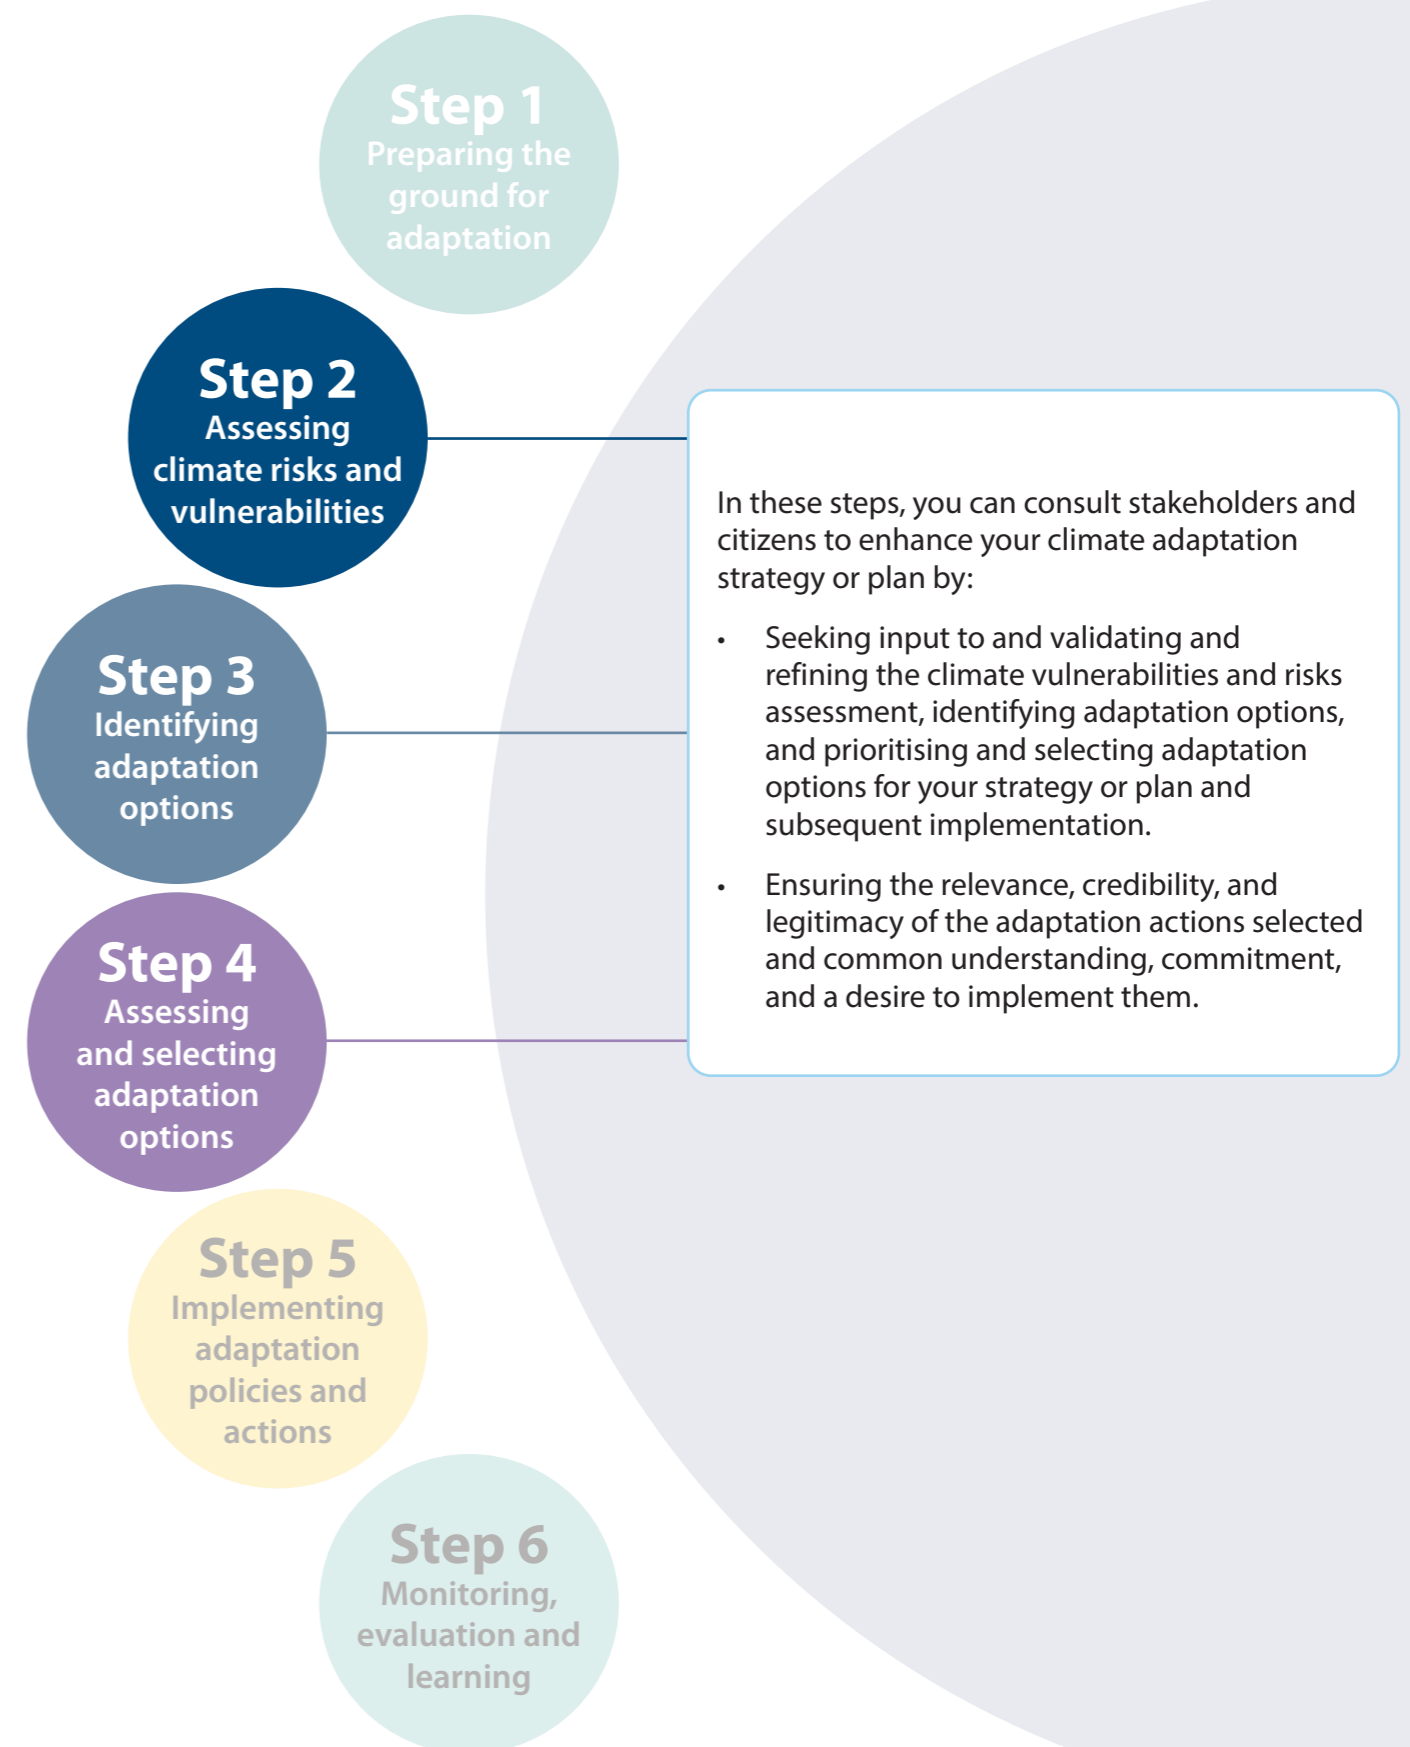 Step 1
Preparing the
ground for
adaptation
Step 2
Assessing
climate risks and
vulnerabilities
Step 3
Identifying
adaptation
options
Step 4
Assessing
and selecting
adaptation
options
Step 5
Implementing
adaptation
policies and
actions
Step 6
Monitoring,
evaluation and
learning
In these steps, you can consult stakeholders and
citizens to enhance your climate adaptation
strategy or plan by:
• Seeking input to and validating and
refining the climate vulnerabilities and risks
assessment, identifying adaptation options,
and prioritising and selecting adaptation
options for your strategy or plan and
subsequent implementation.
• Ensuring the relevance, credibility, and
legitimacy of the adaptation actions selected
and common understanding, commitment,
and a desire to implement them.